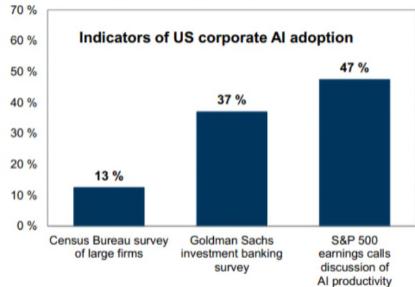 Indicators of US corporate AI adoption
70 %
60 %
50 %
40 %
30 %
20 %
10 %
0 %
13 %
37 %
47 %
Census Bureau survey
of large firms
Goldman Sachs
investment banking
survey
S&P 500
earnings calls
discussion of
AI productivity